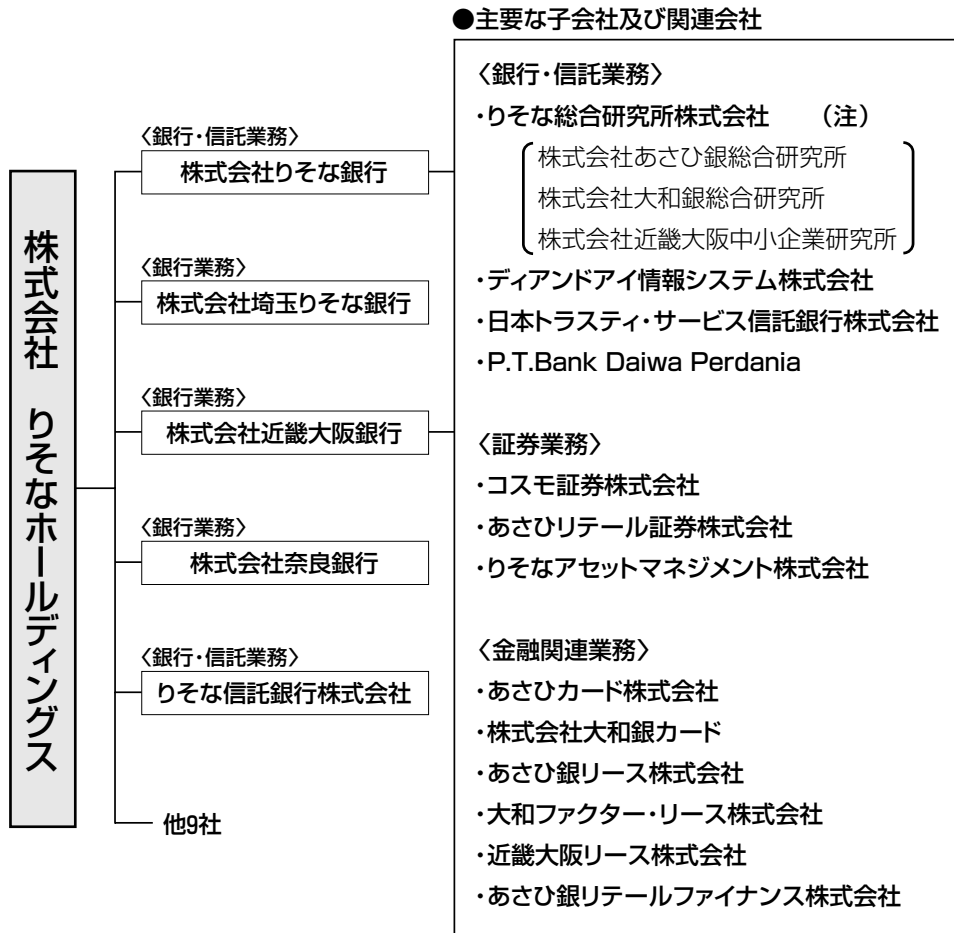 株式会社 りそなホールディングス
〈銀行・信託業務〉
株式会社りそな銀行
〈銀行業務〉
株式会社埼玉りそな銀行
〈銀行業務〉
株式会社近畿大阪銀行
〈銀行業務〉
株式会社奈良銀行
〈銀行・信託業務〉
りそな信託銀行株式会社
他9社
●主要な子会社及び関連会社
〈銀行・信託業務〉
・りそな総合研究所株式会社 （注）
株式会社あさひ銀総合研究所
株式会社大和銀総合研究所
株式会社近畿大阪中小企業研究所
・ディアンドアイ情報システム株式会社
・日本トラスティ・サービス信託銀行株式会社
・P.T.Bank Daiwa Perdania
〈証券業務〉
・コスモ証券株式会社
・あさひリテール証券株式会社
・りそなアセットマネジメント株式会社
〈金融関連業務〉
・あさひカード株式会社
・株式会社大和銀カード
・あさひ銀リース株式会社
・大和ファクター・リース株式会社
・近畿大阪リース株式会社
・あさひ銀リテールファイナンス株式会社